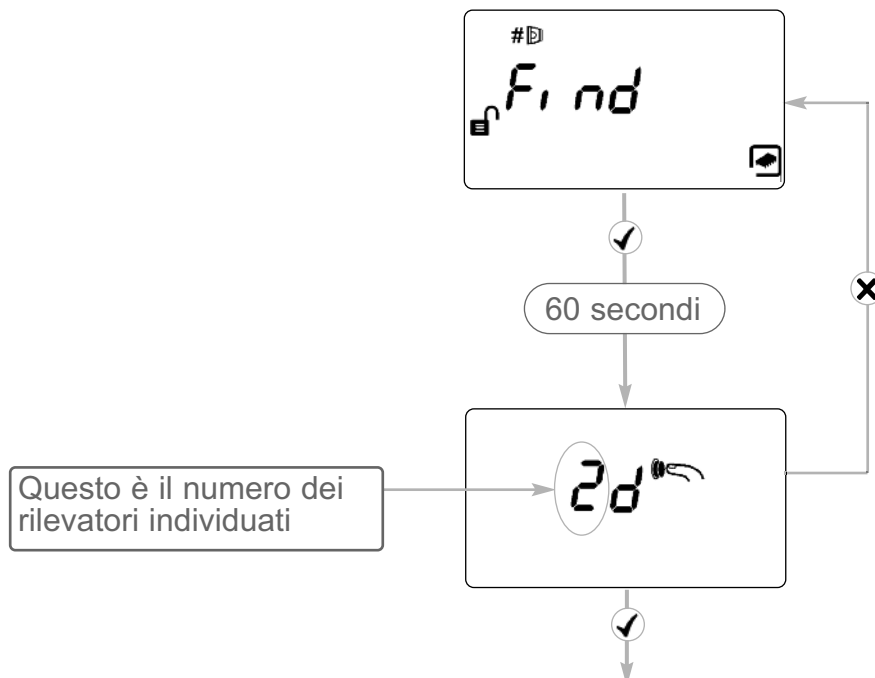 #
Find
60 secondi
2d
Questo è il numero dei
rilevatori individuati